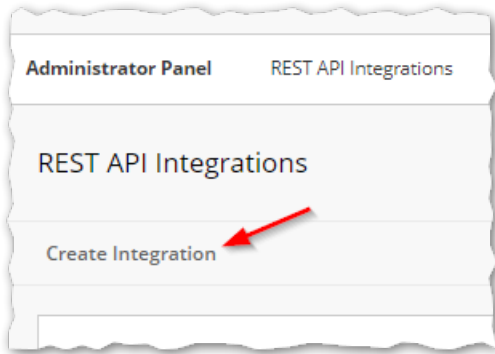 Administrator Panel REST API Integrations
REST API Integrations
Create Integration